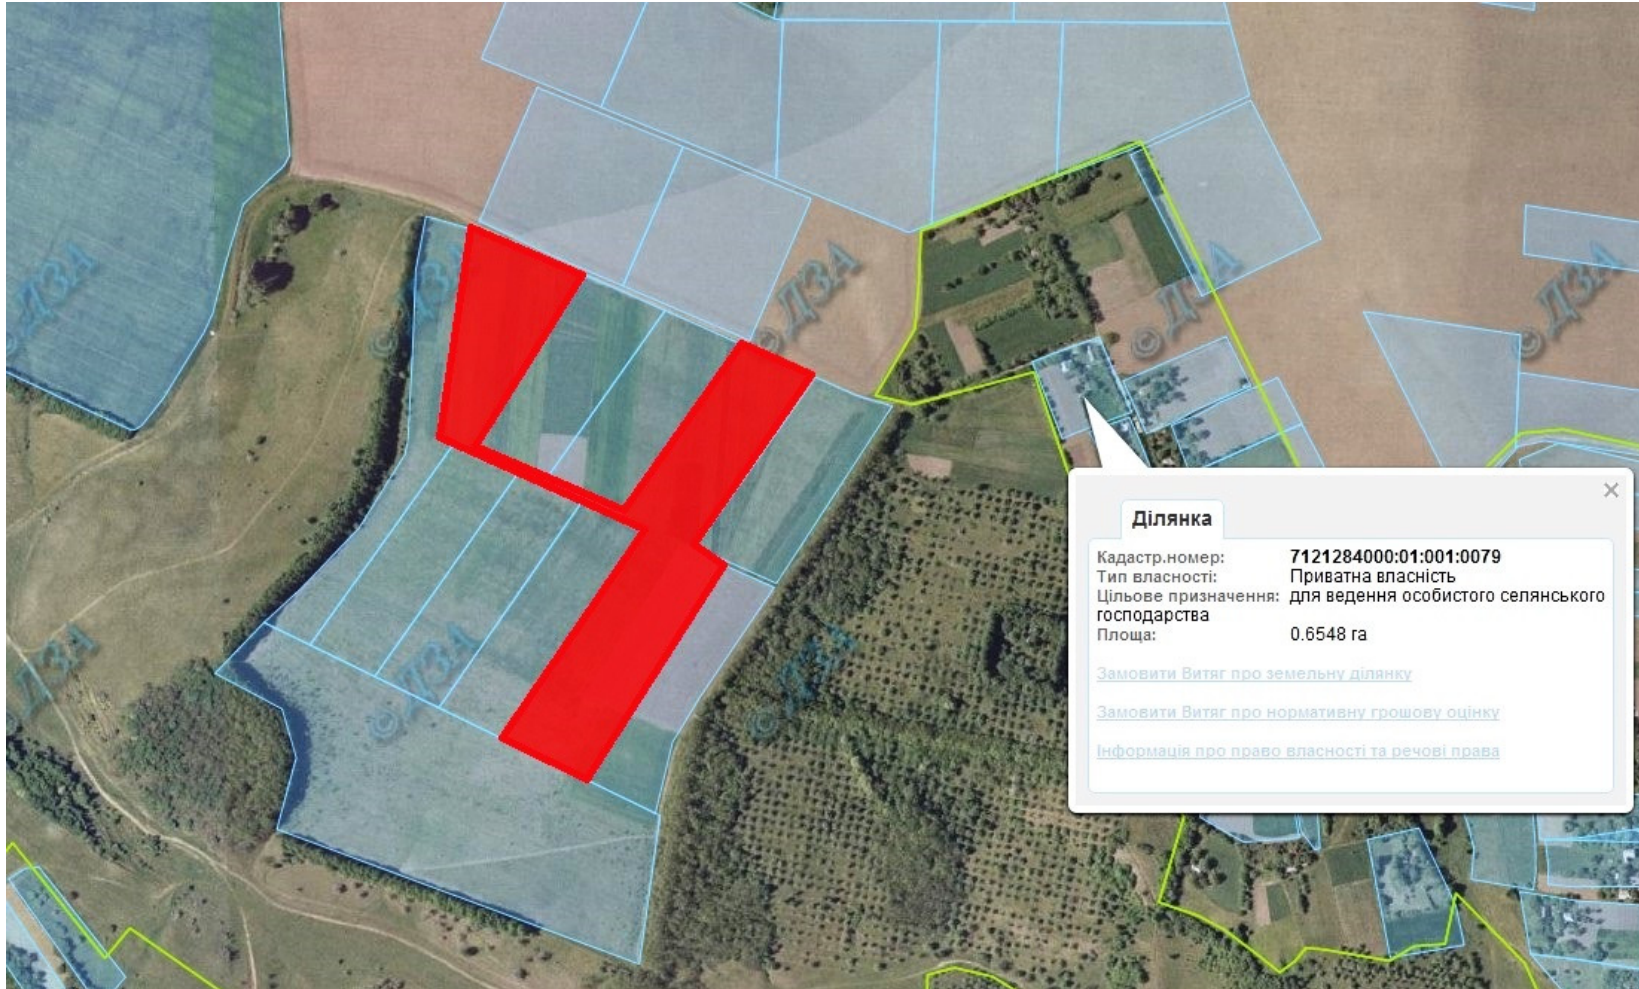 © ДЗА
© ДЗА
© ДЗА
© ДЗА
© ДЗА
© ДЗА
© ДЗА
© ДЗА
Ділянка
Кадастр.номер: 7121284000:01:001:0079
Тип власності: Приватна власність
Цільове призначення: для ведення особистого селянського
господарства
Площа: 0.6548 га
Замовити Витяг про земельну ділянку
Замовити Витяг про нормативну грошову оцінку
Інформація про право власності та речові права